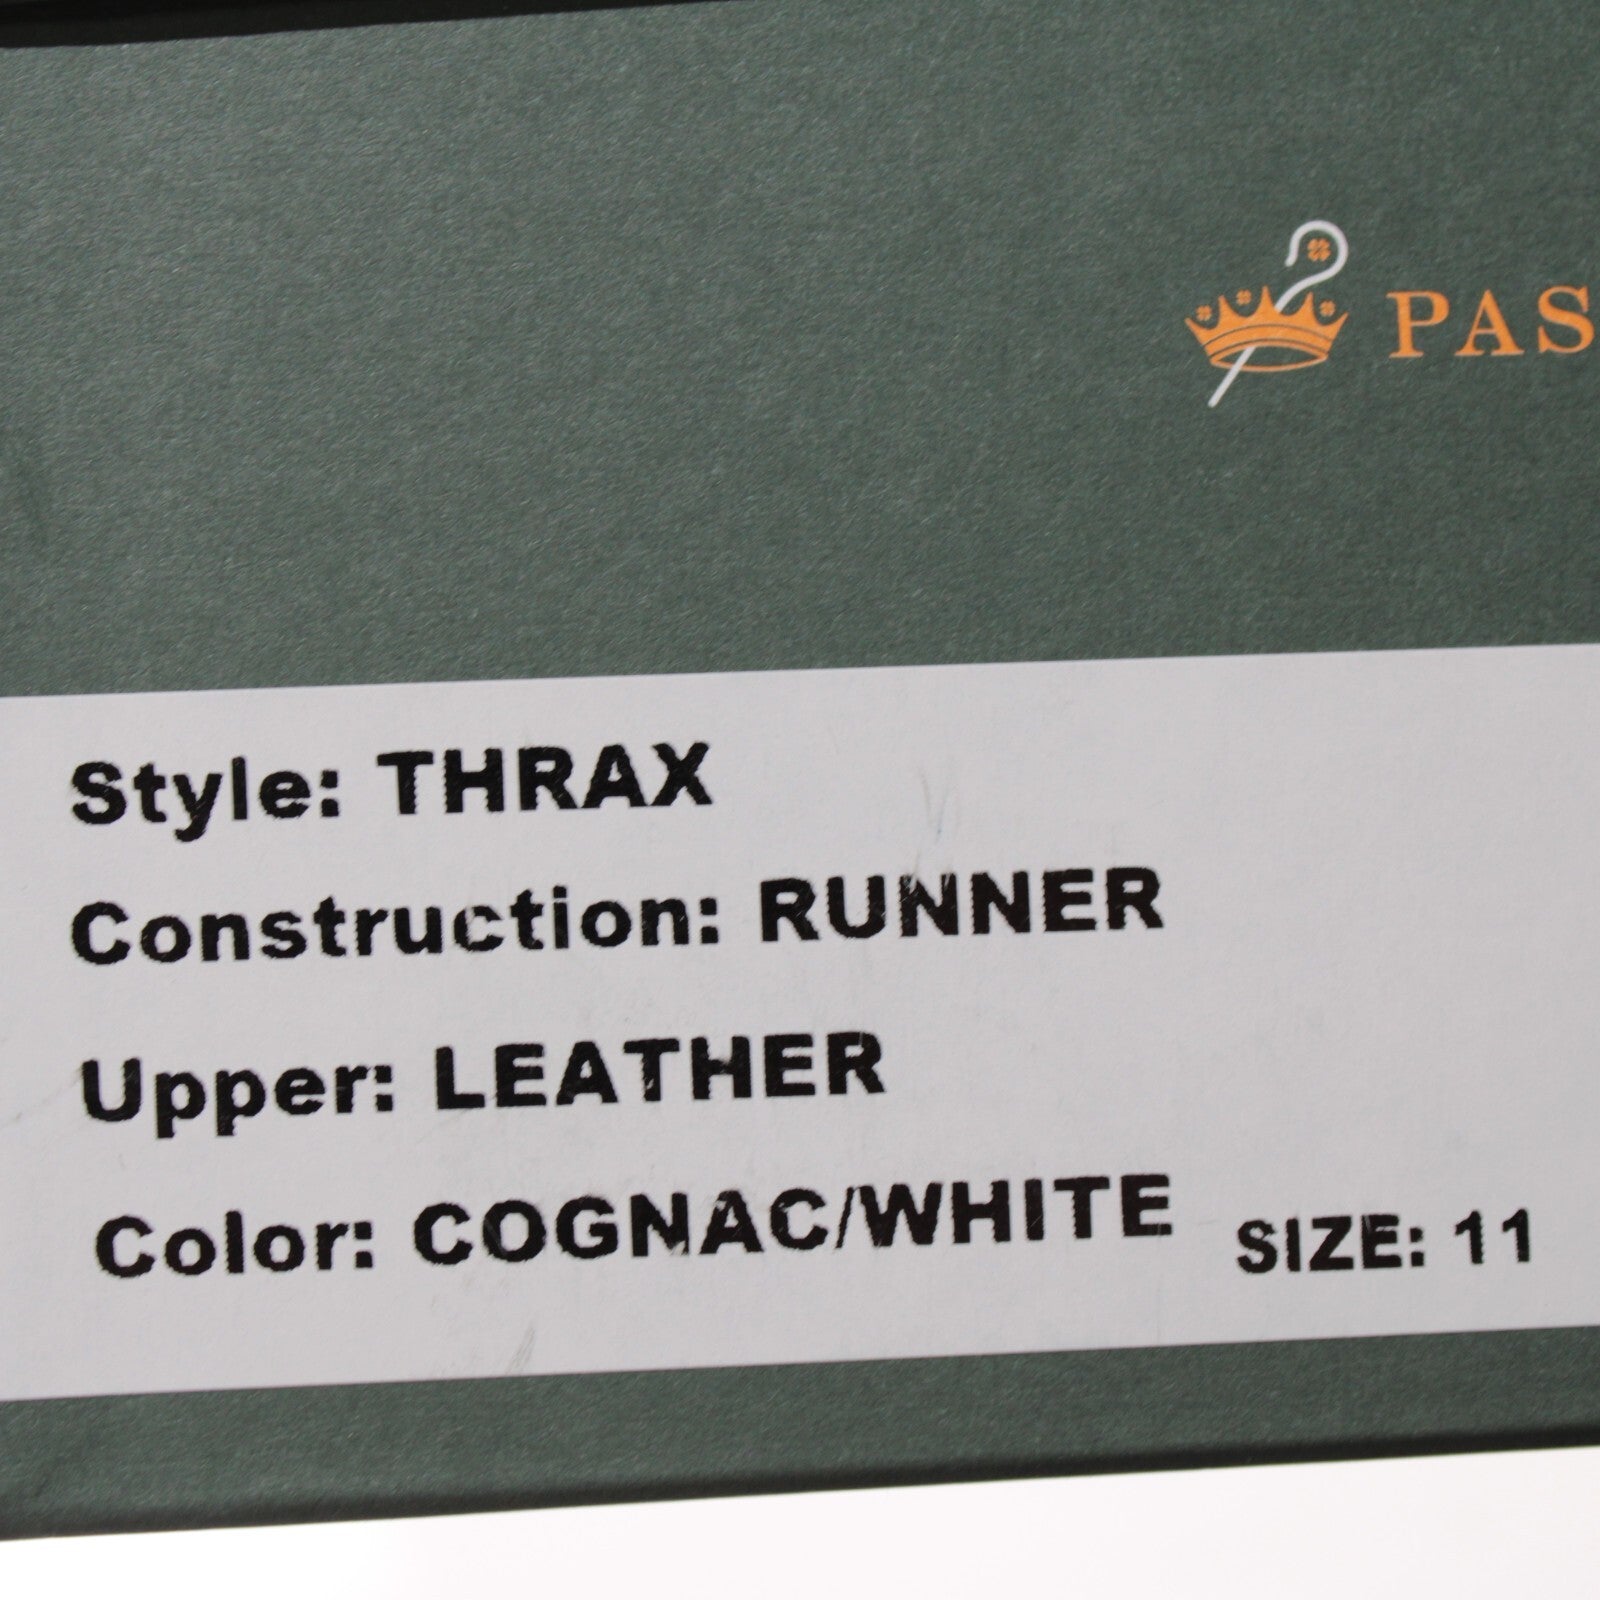 PAS
Style: THRAX
Construction: RUNNER
Upper: LEATHER
Color: COGNAC/WHITE SIZE: 11